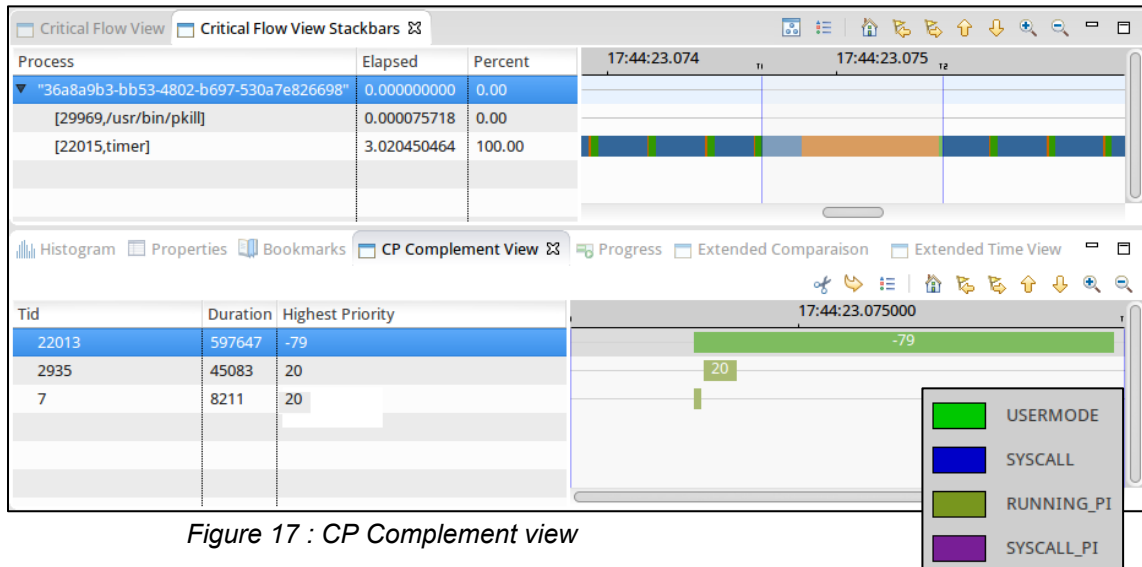 Critical Flow View Critical Flow View Stackbars
Process Elapsed Percent 17:44:23.074 T1 17:44:23.075 T2
"36a8a9b3-bb53-4802-b697-530a7e826698" 0.000000000 0.00
[29969,/usr/bin/pkill] 0.000075718 0.00
[22015,timer] 3.020450464 100.00
Histogram Properties Bookmarks CP Complement View Progress Extended Comparaison Extended Time View
Tid Duration Highest Priority 17:44:23.075000
22013 597647 -79 -79
2935 45083 20 20
7 8211 20
USERMODE
SYSCALL
RUNNING_PI
SYSCALL_PI
Figure 17 : CP Complement view